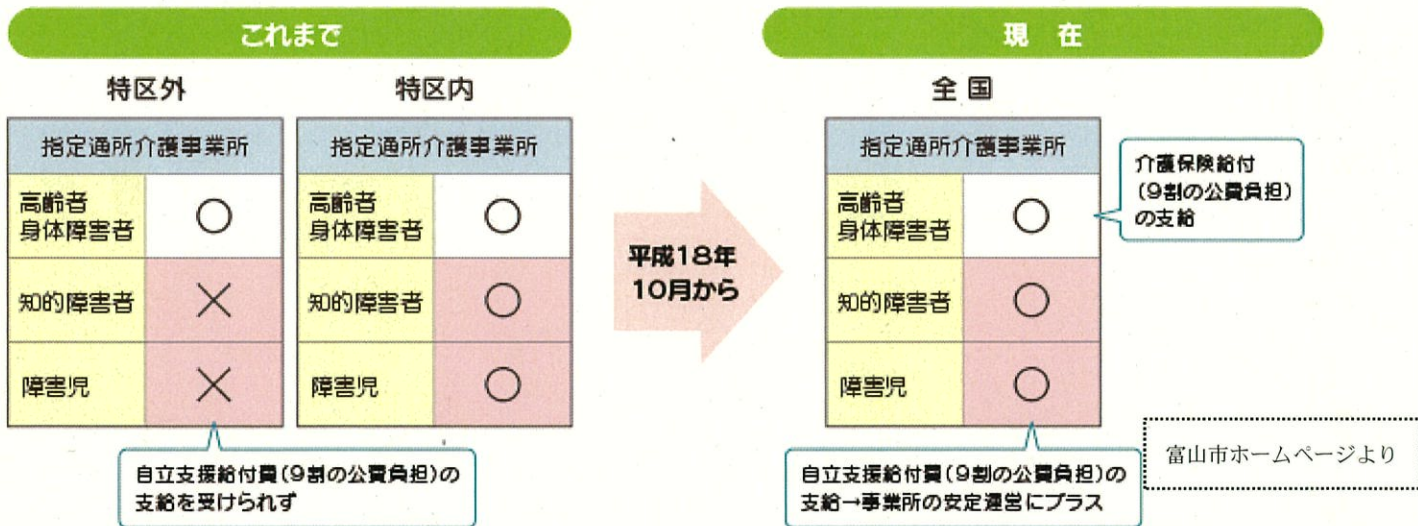 これまで
特区外
特区内
指定通所介護事業所
高齢者
身体障害者
○
知的障害者
×
障害児
×
指定通所介護事業所
高齢者
身体障害者
○
知的障害者
○
障害児
○
自立支援給付費(9割の公費負担)の
支給を受けられず
平成18年
10月から
現 在
全 国
指定通所介護事業所
高齢者
身体障害者
○
知的障害者
○
障害児
○
介護保険給付
(9割の公費負担)
の支給
自立支援給付費(9割の公費負担)の
支給→事業所の安定運営にプラス
富山市ホームページより